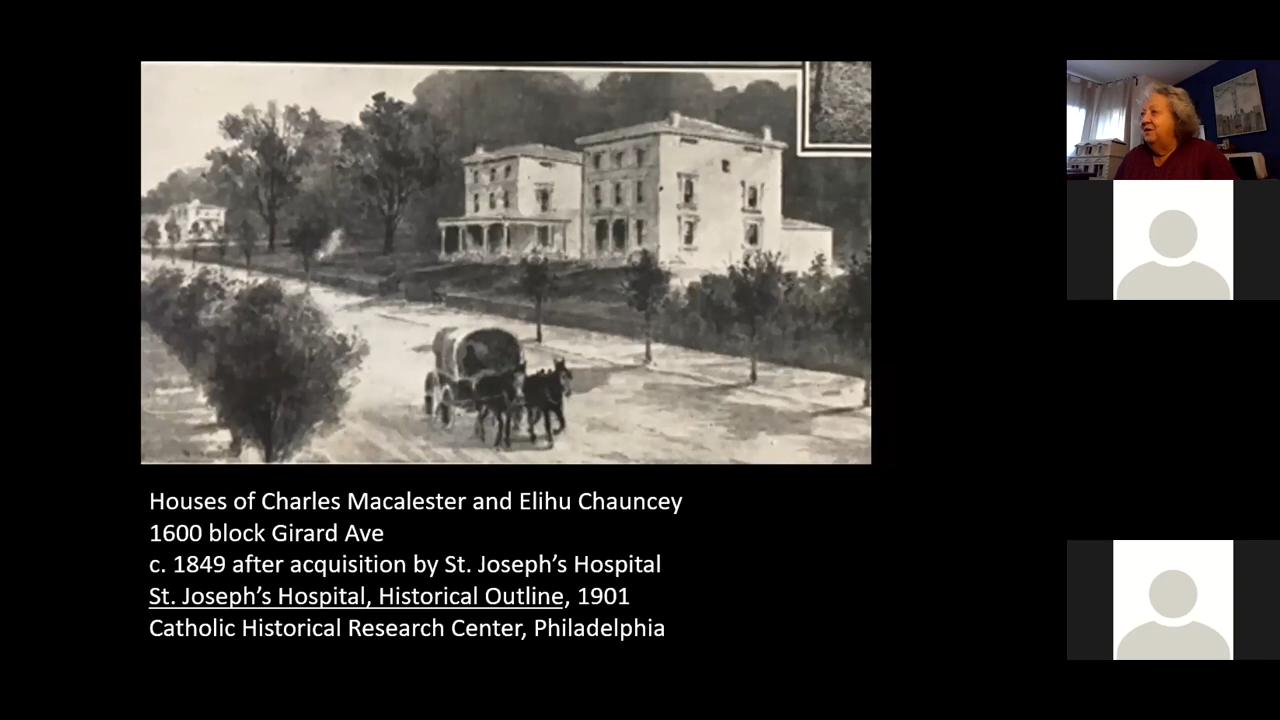 Houses of Charles Macalester and Elihu Chauncey
1600 block Girard Ave
c. 1849 after acquisition by St. Joseph’s Hospital
St. Joseph’s Hospital, Historical Outline, 1901
Catholic Historical Research Center, Philadelphia